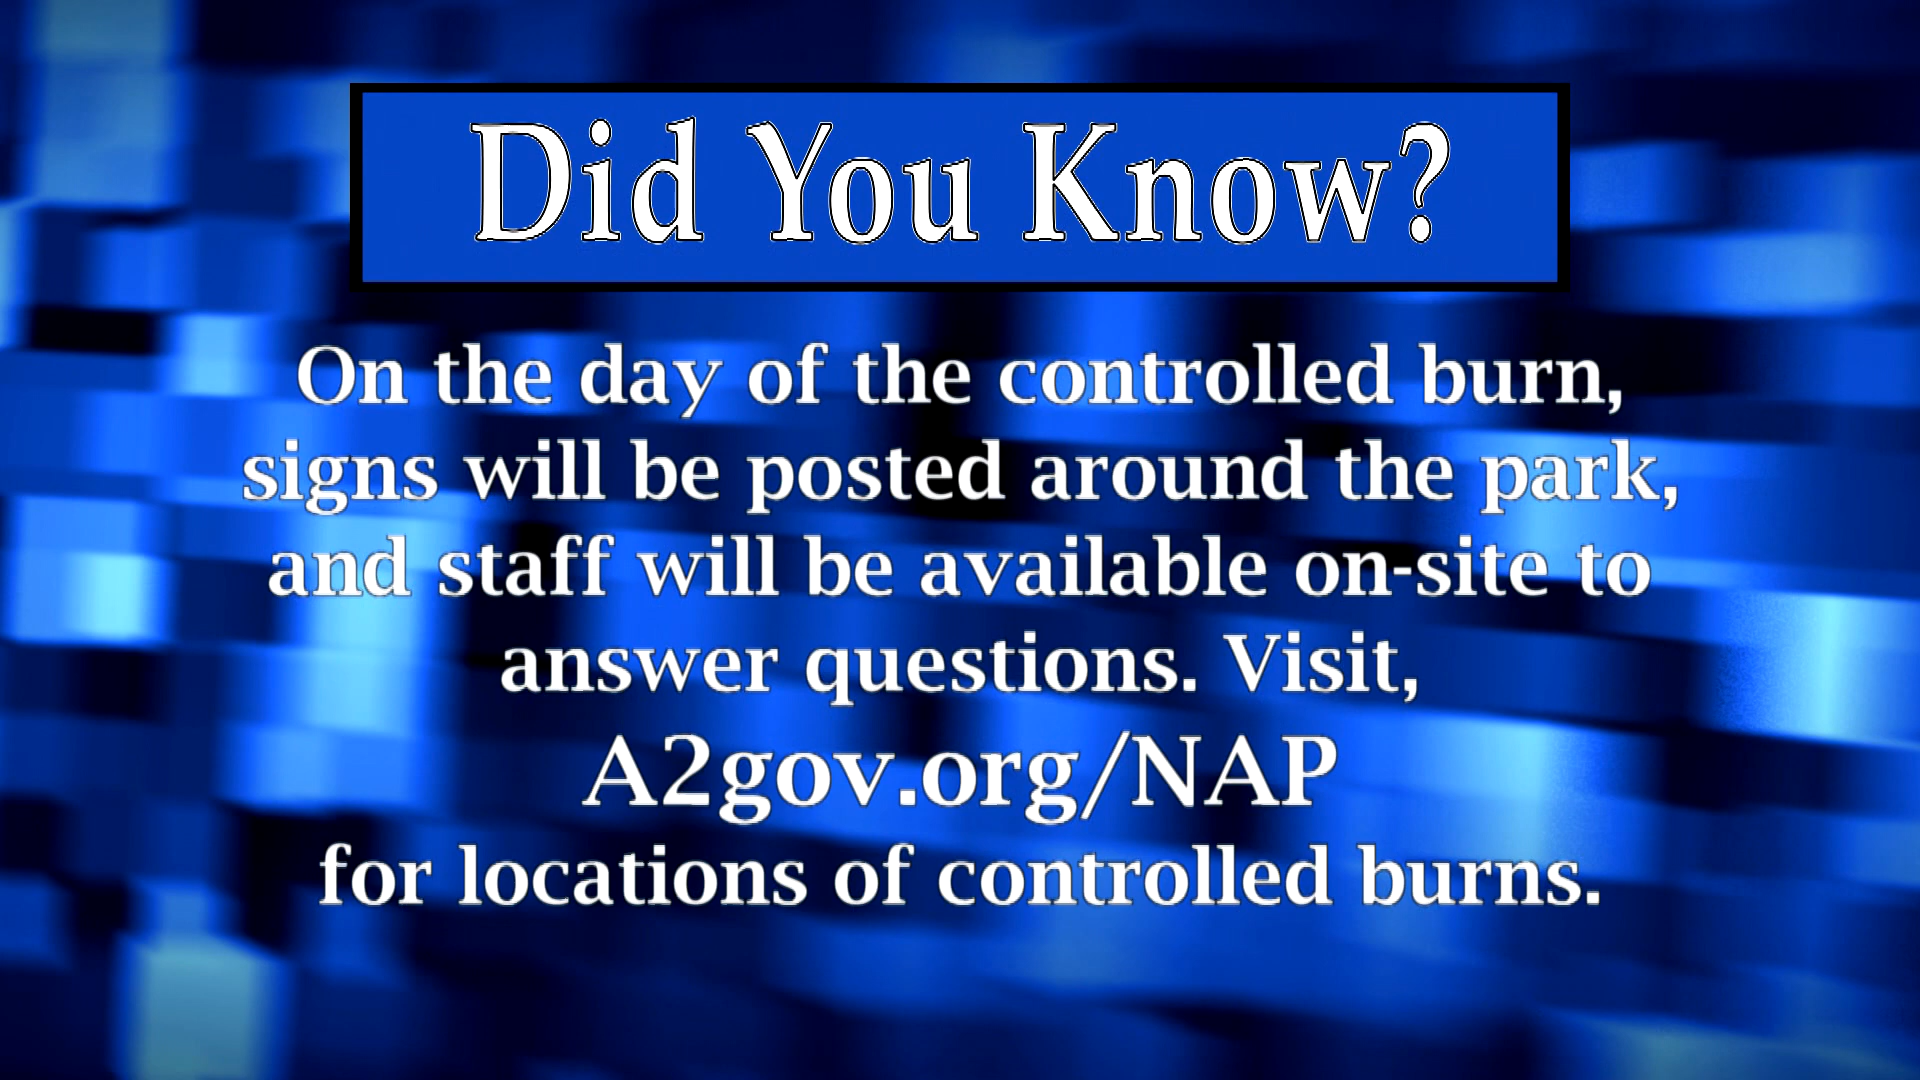 Did You Know?
On the day of the controlled burn,
signs will be posted around the park,
and staff will be available on-site to
answer questions. Visit,
A2gov.org/NAP
for locations of controlled burns.